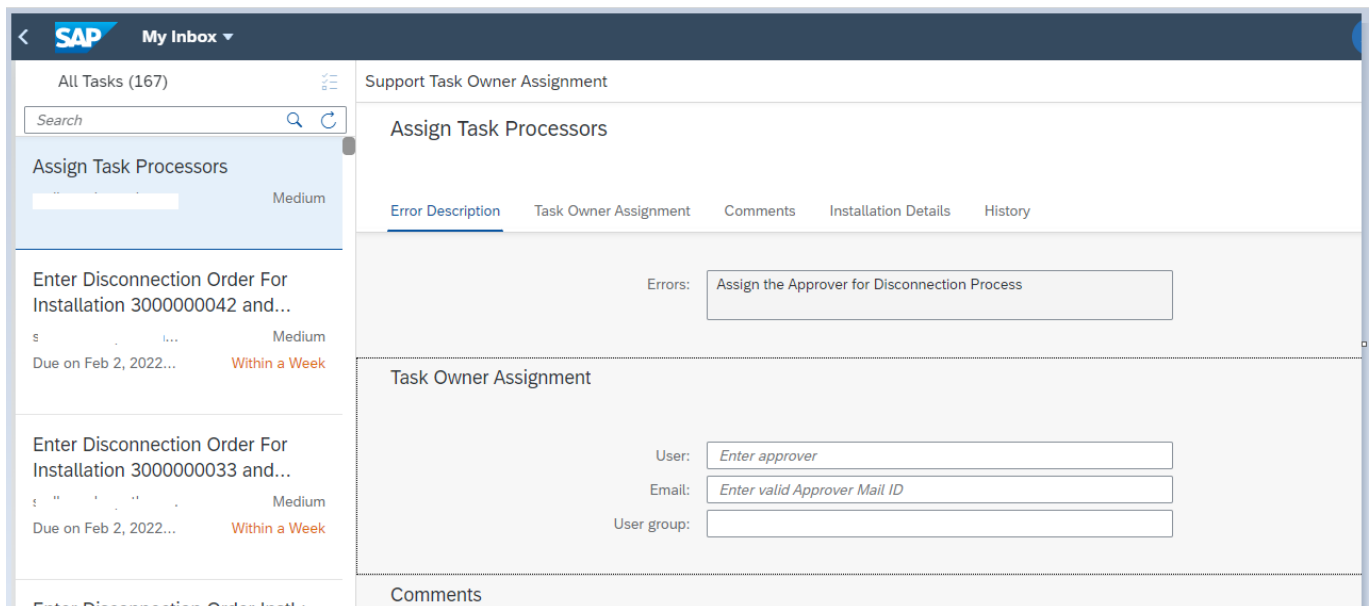 SAP My Inbox
All Tasks (167)
Search
Assign Task Processors
Medium
Enter Disconnection Order For
Installation 3000000042 and...
Medium
Due on Feb 2, 2022... Within a Week
Enter Disconnection Order For
Installation 3000000033 and...
Medium
Due on Feb 2, 2022... Within a Week
Support Task Owner Assignment
Assign Task Processors
Error Description Task Owner Assignment Comments Installation Details History
Errors: Assign the Approver for Disconnection Process
Task Owner Assignment
User: Enter approver
Email: Enter valid Approver Mail ID
User group:
Comments